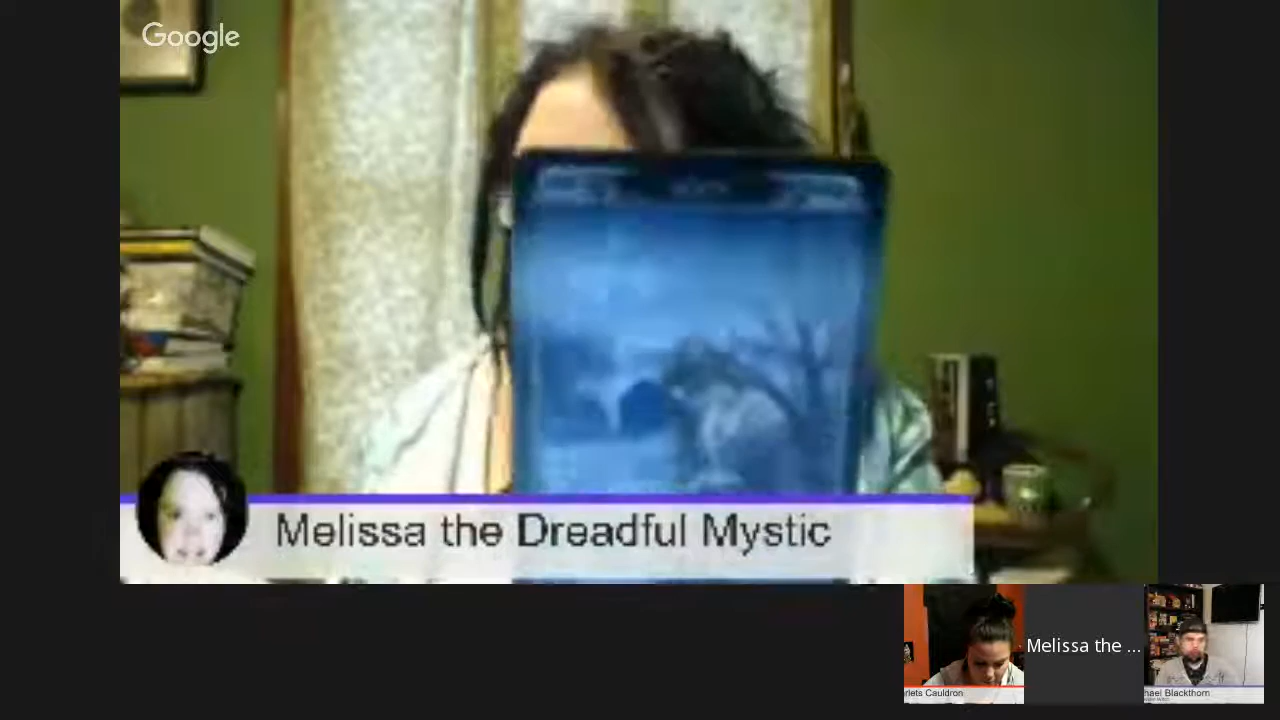 Google
Melissa the Dreadful Mystic
Melissa the ...
rlets Cauldron
hael Blackthorn